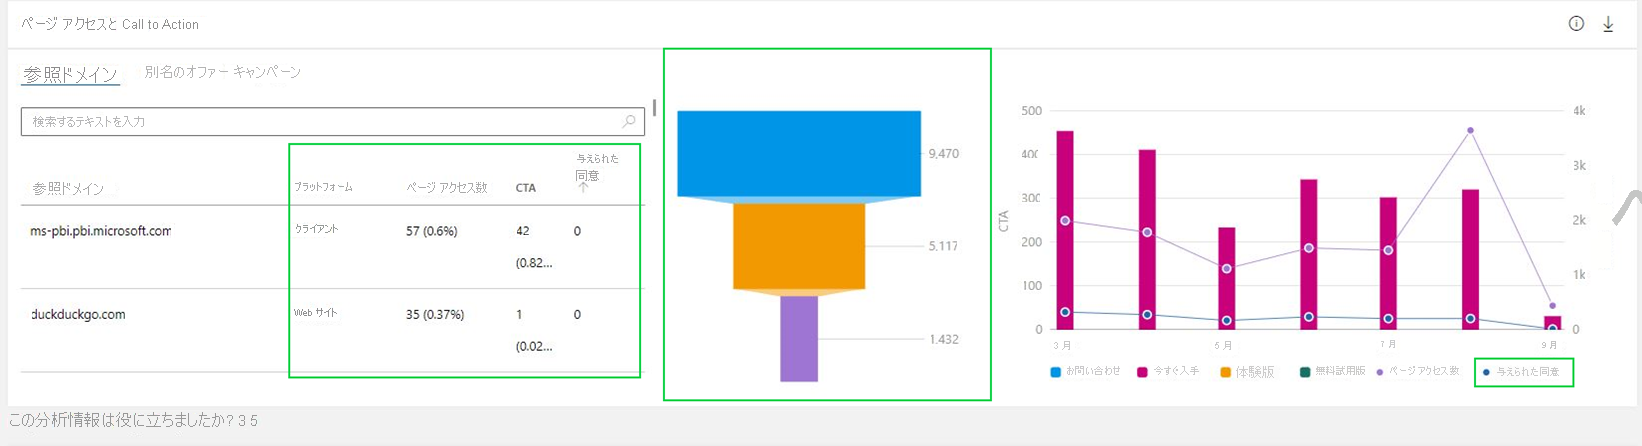 ページ アクセスと Call to Action
参照ドメイン 別名のオファー キャンペーン
検索するテキストを入力
参照ドメイン プラットフォーム ページ アクセス数 CTA 与えられた
同意
ms-pbi.pbi.microsoft.com クライアント 57 (0.6%) 42 0
(0.82...
duckduckgo.com Web サイト 35 (0.37%) 1 0
(0.02...
9,470
5,117
1,432
CTA
500 4k
400
3k
300
2k
200
1k
100
0 0
3 月 5 月 7 月 9 月
お問い合わせ 今すぐ入手 体験版 無料試用版 ページアクセス数 与えられた同意
この分析情報は役に立ちましたか? 3 5